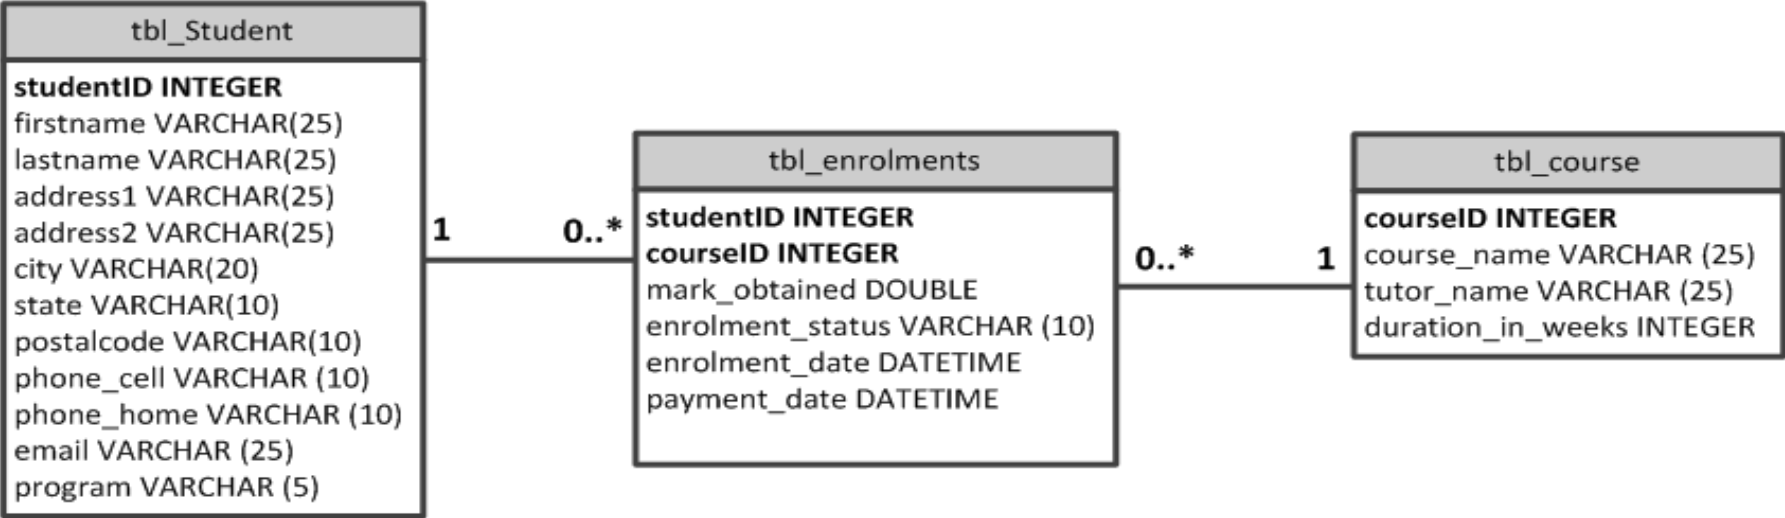 tbl_Student
studentID INTEGER
firstname VARCHAR(25)
lastname VARCHAR(25)
address1 VARCHAR(25)
address2 VARCHAR(25)
city VARCHAR(20)
state VARCHAR(10)
postalcode VARCHAR(10)
phone_cell VARCHAR (10)
phone_home VARCHAR (10)
email VARCHAR (25)
program VARCHAR (5)
1
0..*
tbl_enrolments
studentID INTEGER
courseID INTEGER
mark_obtained DOUBLE
enrolment_status VARCHAR (10)
enrolment_date DATETIME
payment_date DATETIME
0..*
1
tbl_course
courseID INTEGER
course_name VARCHAR (25)
tutor_name VARCHAR (25)
duration_in_weeks INTEGER